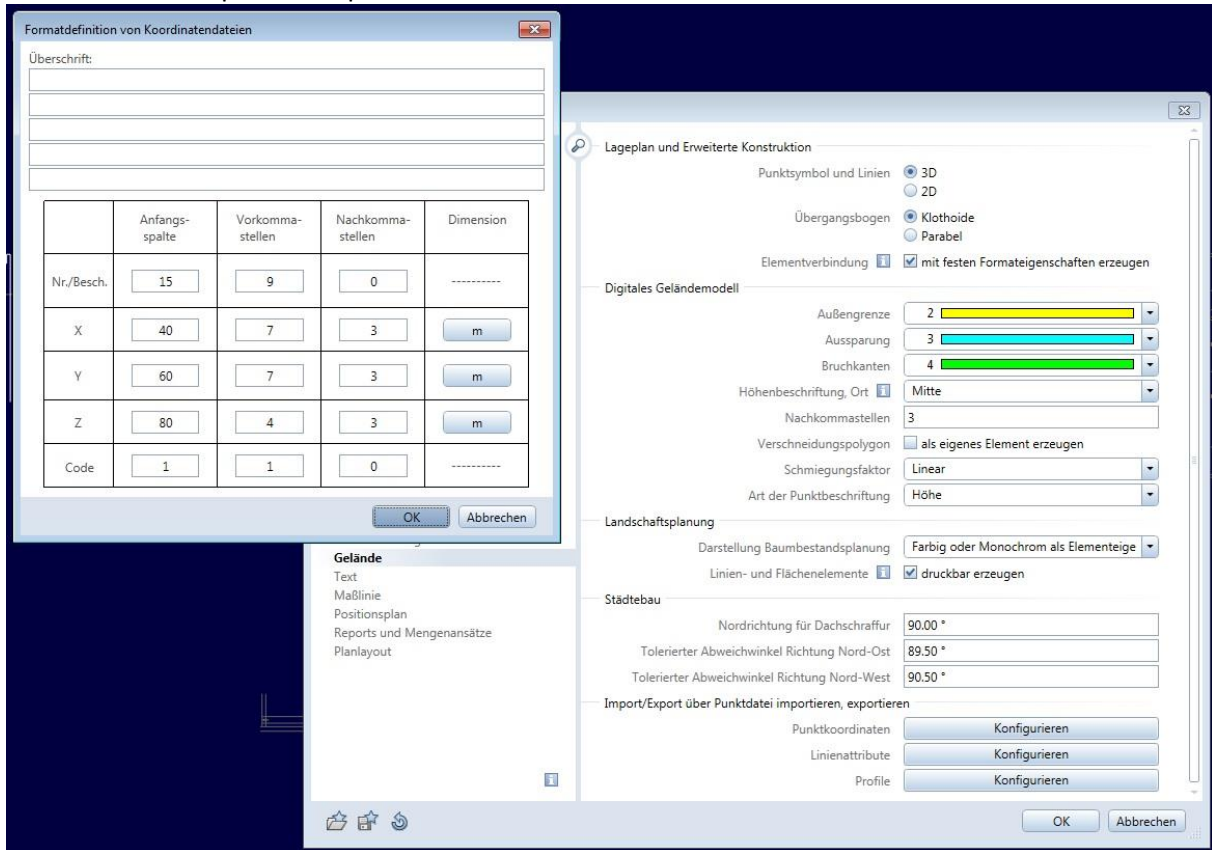 Formatdefinition von Koordinatendateien
Überschrift:
Anfangs-
spalte
Vorkomma-
stellen
Nachkomma-
stellen
Dimension
Nr./Besch. 15 9 0 ----------
X 40 7 3 m
Y 60 7 3 m
Z 80 4 3 m
Code 1 1 0 ----------
OK Abbrechen
Gelände
Text
Maßlinie
Positionsplan
Reports und Mengenansätze
Planlayout
Lageplan und Erweiterte Konstruktion
Punktsymbol und Linien 3D
2D
Übergangsbogen Klothoide
Parabel
Elementverbindung mit festen Formateigenschaften erzeugen
Digitales Geländemodell
Außengrenze 2
Aussparung 3
Bruchkanten 4
Höhenbeschriftung, Ort Mitte
Nachkommastellen 3
Verschneidungspolygon als eigenes Element erzeugen
Schmiegungsfaktor Linear
Art der Punktbeschriftung Höhe
Landschaftsplanung
Darstellung Baumbestandsplanung Farbig oder Monochrom als Elementeige
Linien- und Flächenelemente druckbar erzeugen
Städtebau
Nordrichtung für Dachschraffur 90.00 °
Tolerierter Abweichwinkel Richtung Nord-Ost 89.50 °
Tolerierter Abweichwinkel Richtung Nord-West 90.50 °
Import/Export über Punktdatei importieren, exportieren
Punktkoordinaten Konfigurieren
Linienattribute Konfigurieren
Profile Konfigurieren
OK Abbrechen